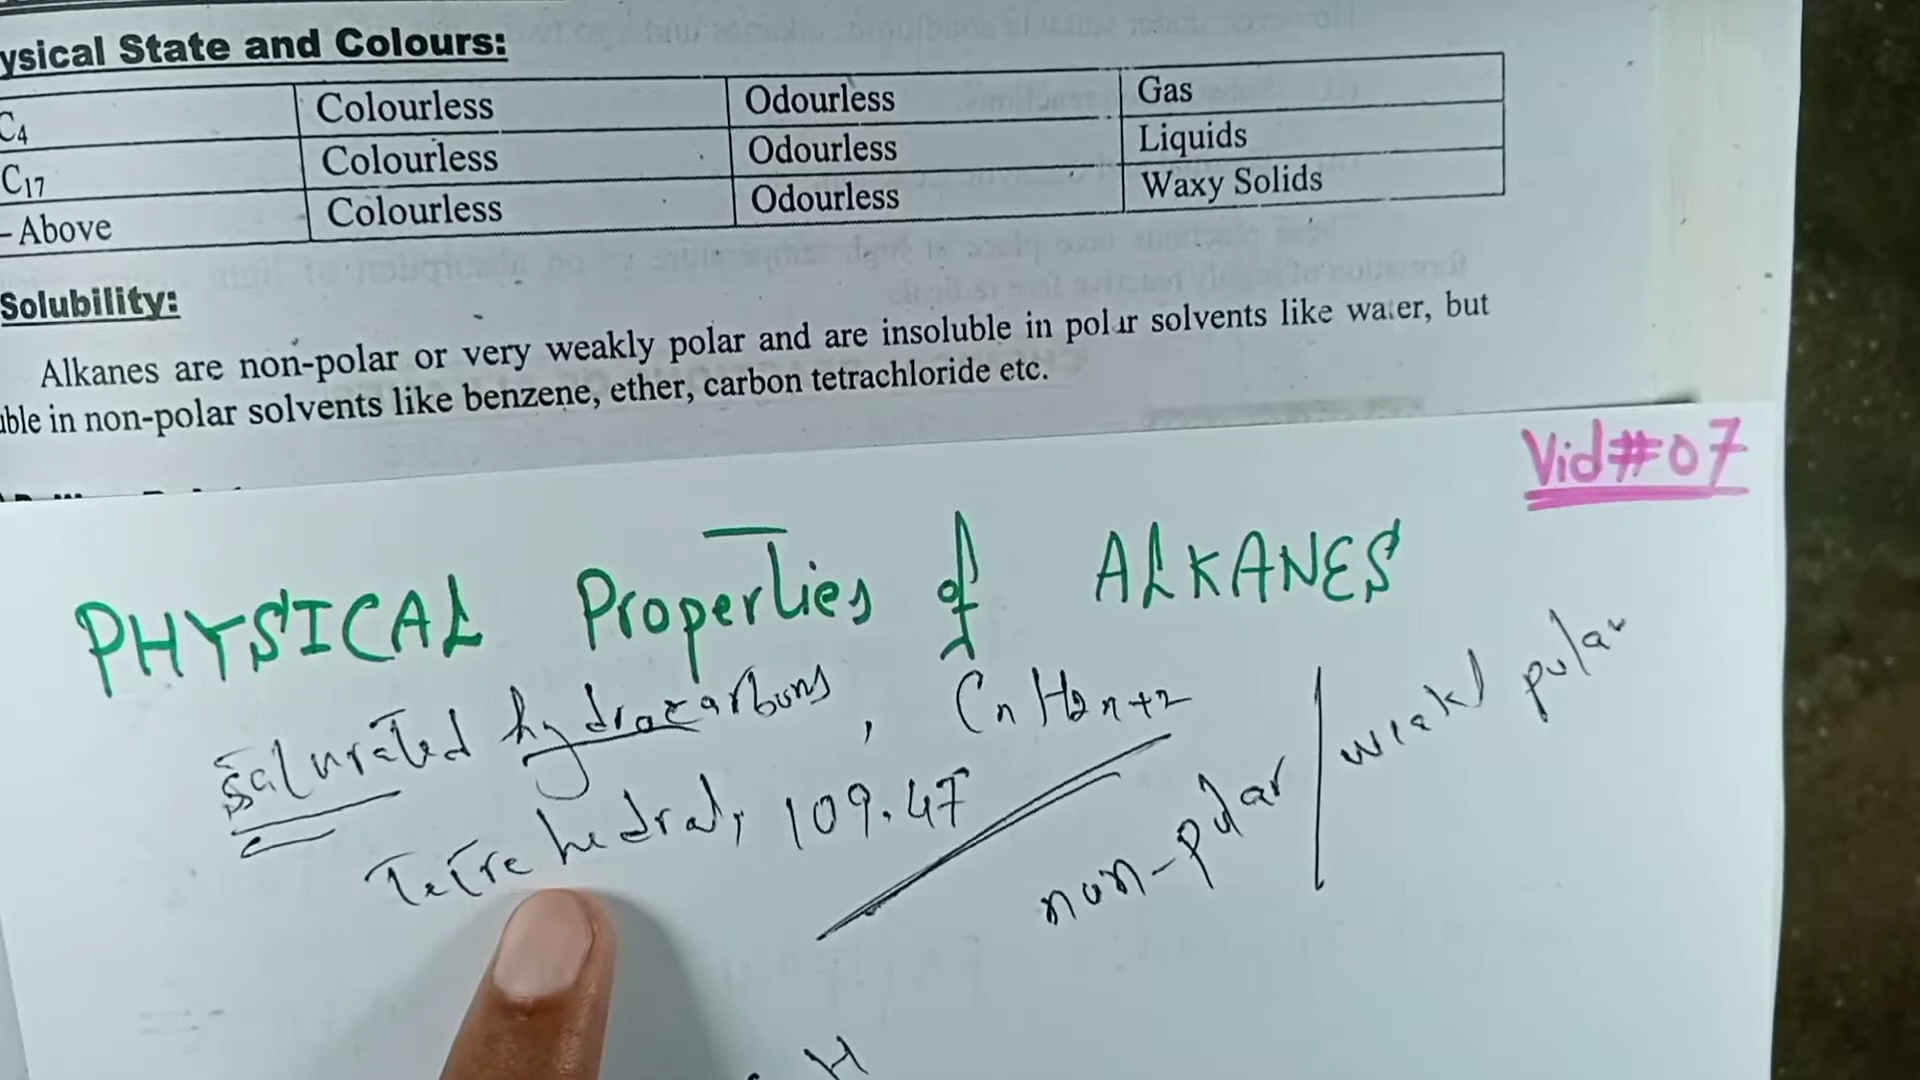 ysical State and Colours:
C4 Colourless Odourless Gas
C17 Colourless Odourless Liquids
- Above Colourless Odourless Waxy Solids
Solubility:
Alkanes are non-polar or very weakly polar and are insoluble in polar solvents like water, but
uble in non-polar solvents like benzene, ether, carbon tetrachloride etc.
Vid#07
PHYSICAL Properties of ALKANES
Saturated hydrocarbons, CnH2n+2
Tetrehedral, 109.47
non-polar / weakl polar
H